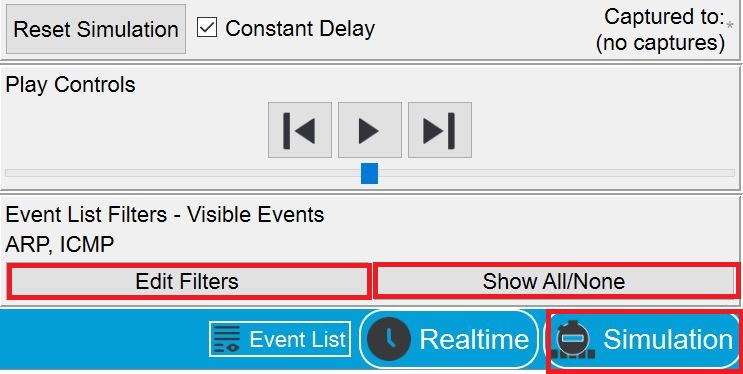 Reset Simulation Constant Delay Captured to:*
(no captures)
Play Controls
Event List Filters - Visible Events
ARP, ICMP
Edit Filters Show All/None
Event List Realtime Simulation